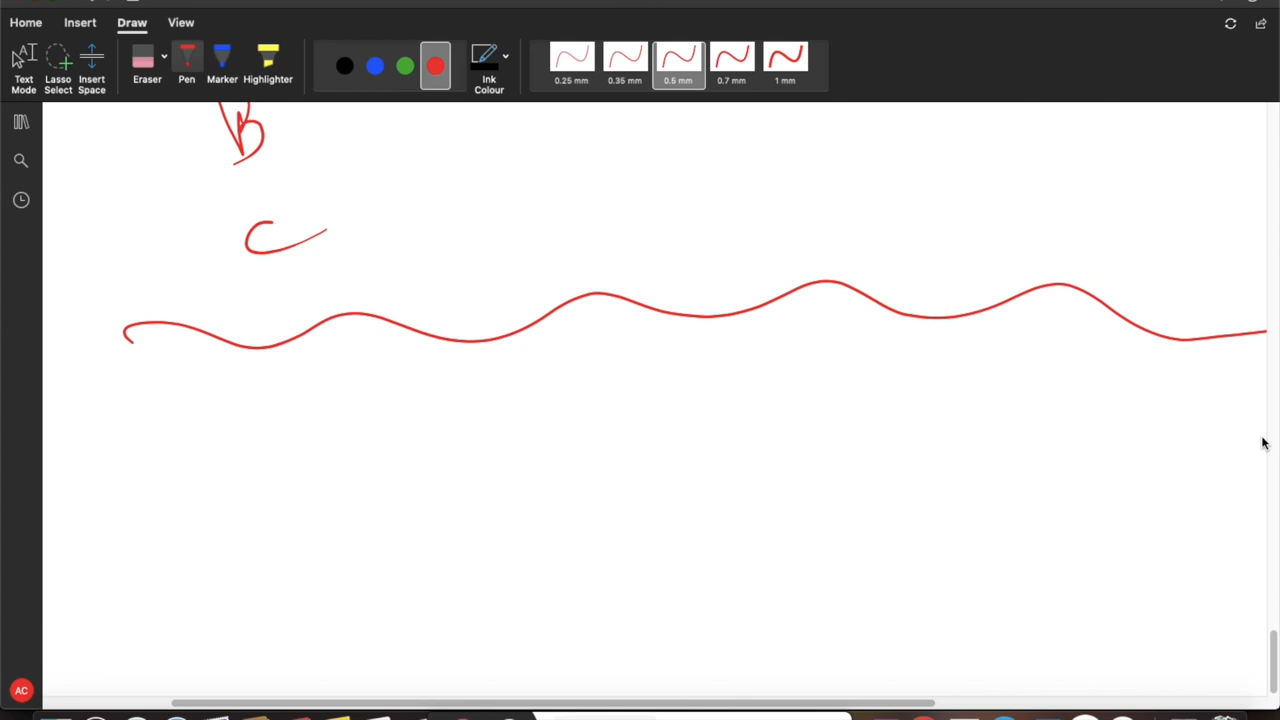 Home Insert Draw View
Text Mode Lasso Select Insert Space Eraser Pen Marker Highlighter Ink Colour 0.25 mm 0.35 mm 0.5 mm 0.7 mm 1 mm
B
C
AC